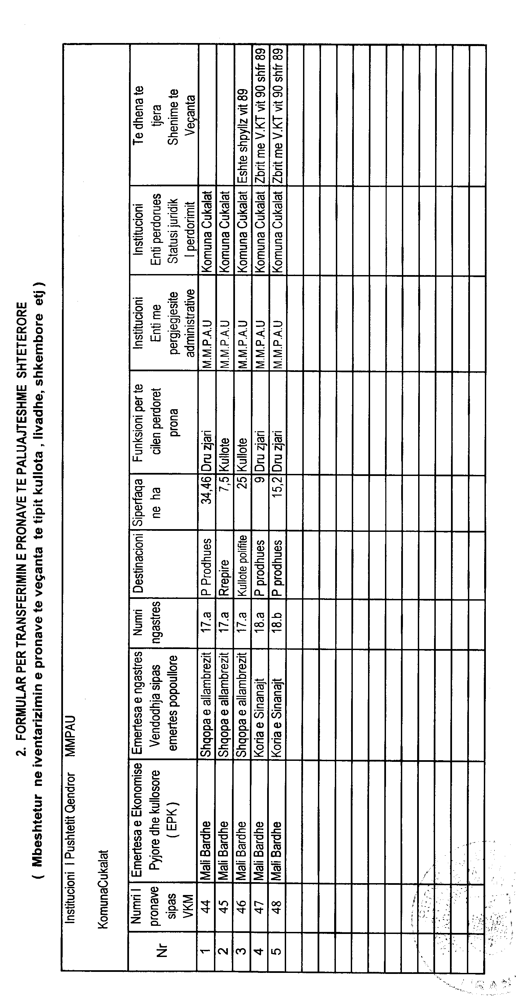 2. FORMULAR PER TRANSFERIMIN E PRONAVE TE PALUAJTESHME SHTETERORE
( Mbeshtetur ne iventarizimin e pronave te veçanta te tipit kullota , livadhe, shkembore etj )
Institucioni I Pushtetit Qendror MMPAU
KomunaCukalat
Nr
Numri I
pronave
sipas
VKM
Emertesa e Ekonomise
Pyjore dhe kullosore
( EPK )
Emertesa e ngastres
Vendodhja sipas
emertes popoullore
Numri
ngastres
Destinacioni
Siperfaqa
ne ha
Funksioni per te
cilen perdoret
prona
Institucioni
Enti me
pergjegjesite
administrative
Institucioni
Enti perdorues
Statusi juridik
I perdorimit
Te dhena te
tjera
Shenime te
Veçanta
1 44 Mali Bardhe Shqopa e allambrezit 17.a P Prodhues 34,46 Dru zjari M.M.P.A.U Komuna Cukalat
2 45 Mali Bardhe Shqopa e allambrezit 17.a Rrepire 7,5 Kullote M.M.P.A.U Komuna Cukalat
3 46 Mali Bardhe Shqopa e allambrezit 17.a Kullote polifite 25 Kullote M.M.P.A.U Komuna Cukalat Eshte shpyllz vit 89
4 47 Mali Bardhe Koria e Sinanajt 18.a P prodhues 9 Dru zjari M.M.P.A.U Komuna Cukalat Zbrit me V.KT vit 90 shfr 89
5 48 Mali Bardhe Koria e Sinanajt 18.b P prodhues 15,2 Dru zjari M.M.P.A.U Komuna Cukalat Zbrit me V.KT vit 90 shfr 89